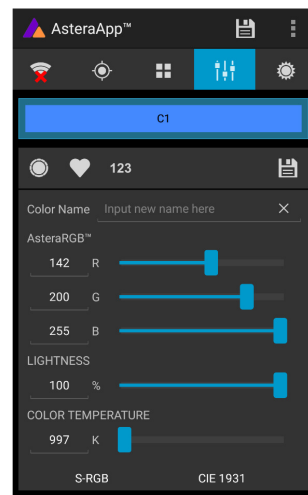 AsteraApp™
C1
123
Color Name Input new name here
AsteraRGB™
142 R
200 G
255 B
LIGHTNESS
100 %
COLOR TEMPERATURE
997 K
S-RGB CIE 1931